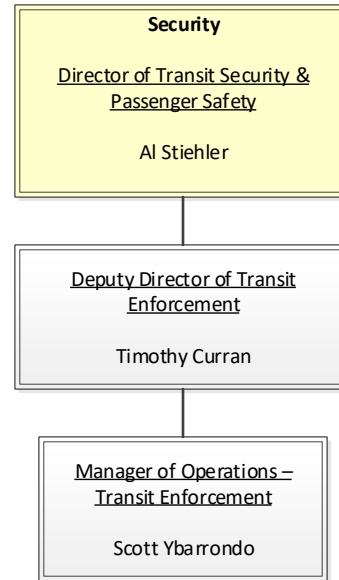 Security
Director of Transit Security &
Passenger Safety
Al Stiehler
Deputy Director of Transit
Enforcement
Timothy Curran
Manager of Operations –
Transit Enforcement
Scott Ybarrondo